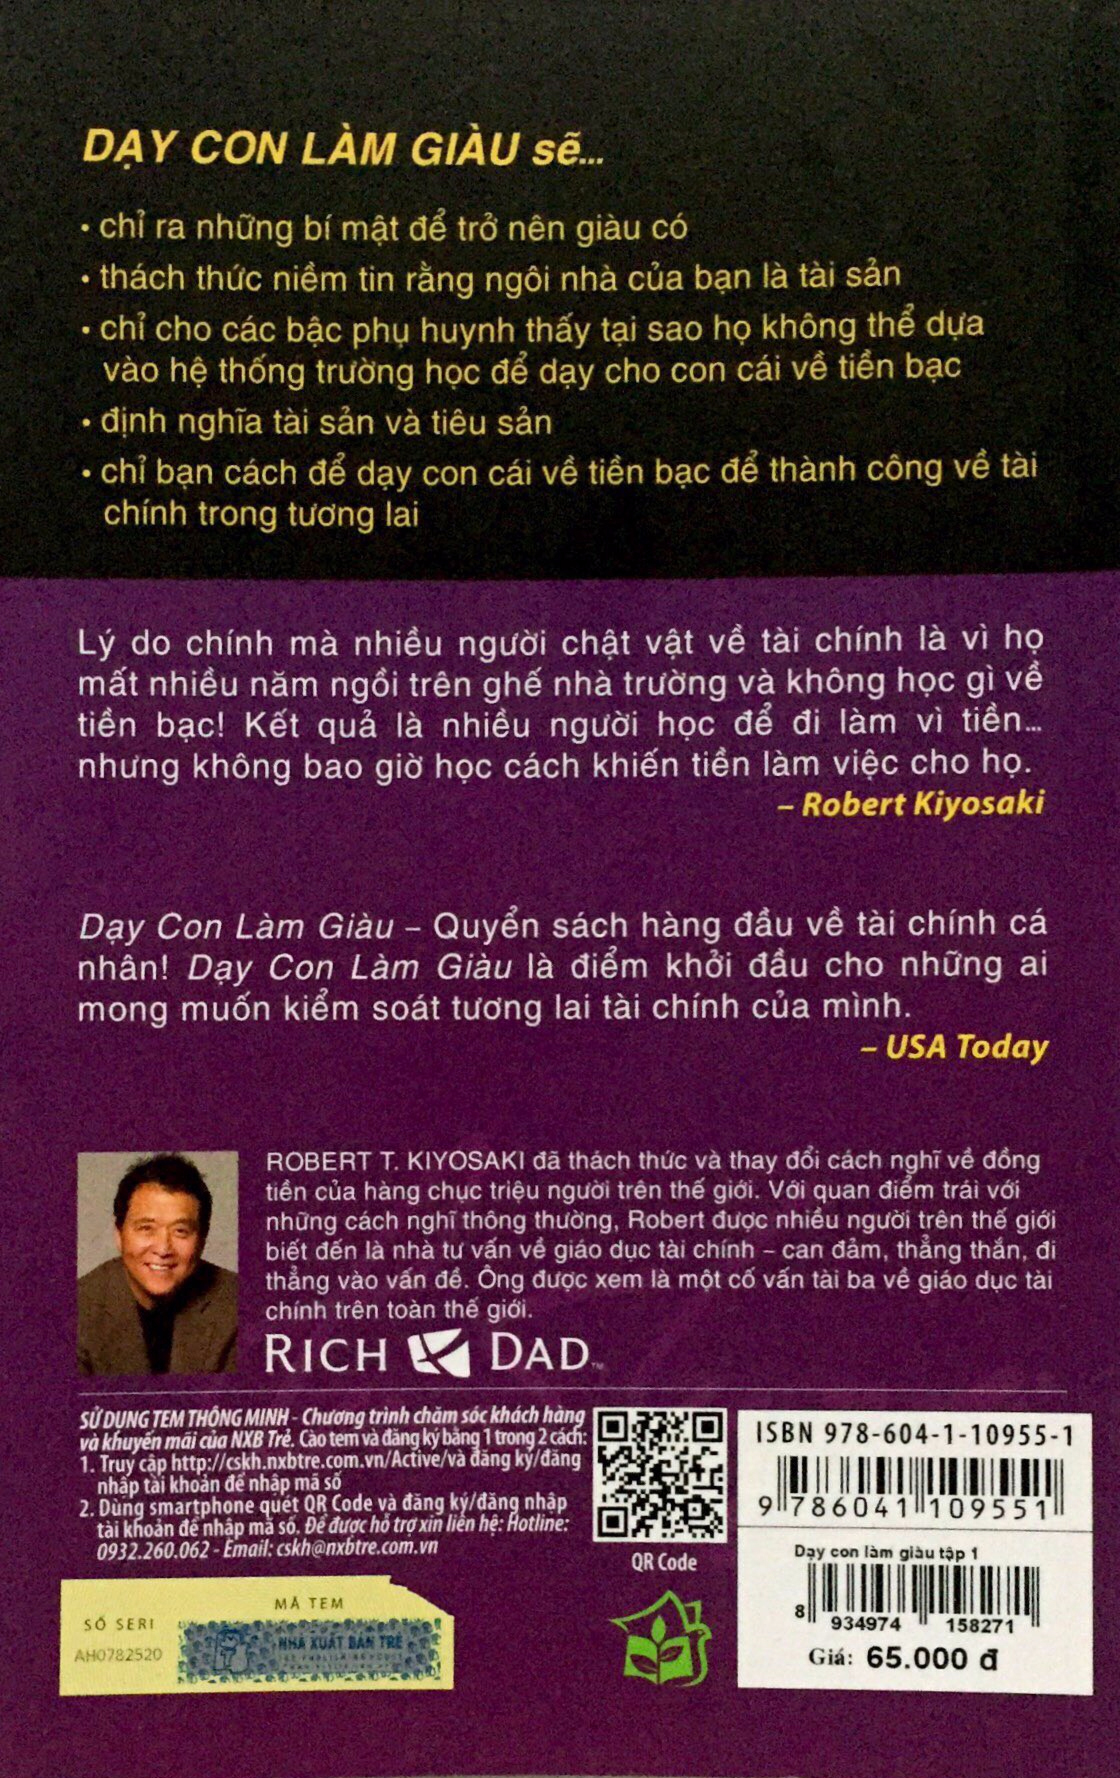 DẠY CON LÀM GIÀU sẽ...
• chỉ ra những bí mật để trở nên giàu có
• thách thức niềm tin rằng ngôi nhà của bạn là tài sản
• chỉ cho các bậc phụ huynh thấy tại sao họ không thể dựa
vào hệ thống trường học để dạy cho con cái về tiền bạc
• định nghĩa tài sản và tiêu sản
• chỉ bạn cách để dạy con cái về tiền bạc để thành công về tài
chính trong tương lai
Lý do chính mà nhiều người chật vật về tài chính là vì họ
mất nhiều năm ngồi trên ghế nhà trường và không học gì về
tiền bạc! Kết quả là nhiều người học để đi làm vì tiền...
nhưng không bao giờ học cách khiến tiền làm việc cho họ.
– Robert Kiyosaki
Dạy Con Làm Giàu – Quyển sách hàng đầu về tài chính cá
nhân! Dạy Con Làm Giàu là điểm khởi đầu cho những ai
mong muốn kiểm soát tương lai tài chính của mình.
– USA Today
ROBERT T. KIYOSAKI đã thách thức và thay đổi cách nghĩ về đồng
tiền của hàng chục triệu người trên thế giới. Với quan điểm trái với
những cách nghĩ thông thường, Robert được nhiều người trên thế giới
biết đến là nhà tư vấn về giáo dục tài chính – can đảm, thẳng thắn, đi
thẳng vào vấn đề. Ông được xem là một cố vấn tài ba về giáo dục tài
chính trên toàn thế giới.
RICH DAD™
SỬ DỤNG TEM THÔNG MINH - Chương trình chăm sóc khách hàng
và khuyến mãi của NXB Trẻ. Cào tem và đăng ký bằng 1 trong 2 cách:
1. Truy cập http://cskh.nxbtre.com.vn/Active/và đăng ký/đăng
nhập tài khoản để nhập mã số
2. Dùng smartphone quét QR Code và đăng ký/đăng nhập
tài khoản để nhập mã số. Để được hỗ trợ xin liên hệ: Hotline:
0932.260.062 - Email: cskh@nxbtre.com.vn
QR Code
ISBN 978-604-1-10955-1
9 786041 109551
Dạy con làm giàu tập 1
8 934974 158271
Giá: 65.000 đ
MÃ TEM
SỐ SERI
AH0782520
NHÀ XUẤT BẢN TRẺ